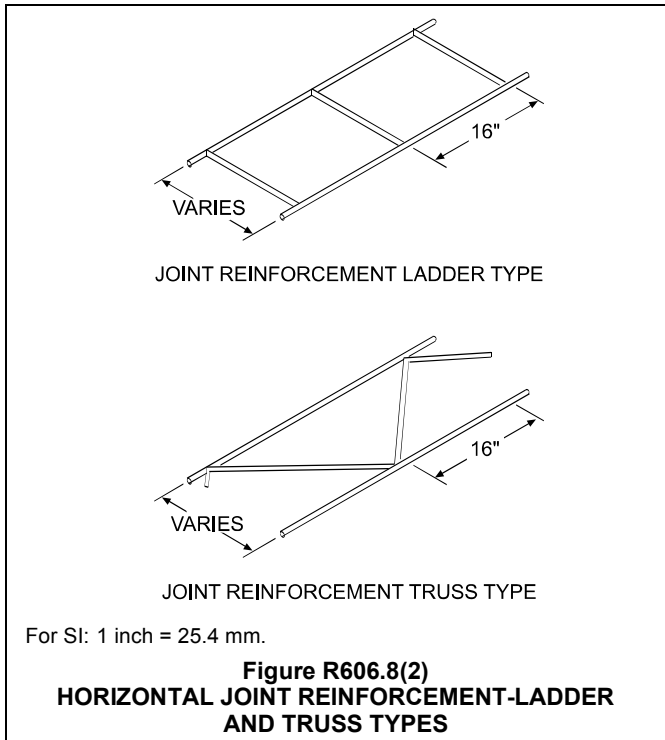 16"
VARIES
JOINT REINFORCEMENT LADDER TYPE
16"
VARIES
JOINT REINFORCEMENT TRUSS TYPE
For SI: 1 inch = 25.4 mm.
Figure R606.8(2)
HORIZONTAL JOINT REINFORCEMENT-LADDER
AND TRUSS TYPES